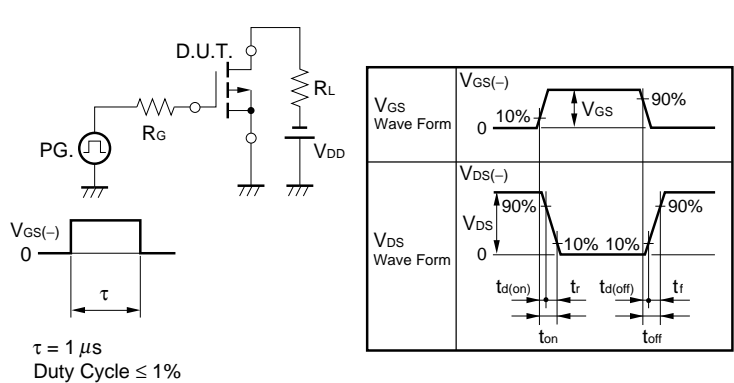 D.U.T.
RL
RG
PG.
VDD
VGS(−)
0
τ
τ = 1 μs
Duty Cycle ≤ 1%
VGS
Wave Form
VGS(−)
10%
0
VGS
90%
VDS
Wave Form
VDS(−)
90%
VDS
0
10%
10%
90%
td(on)
tr
td(off)
tf
ton
toff